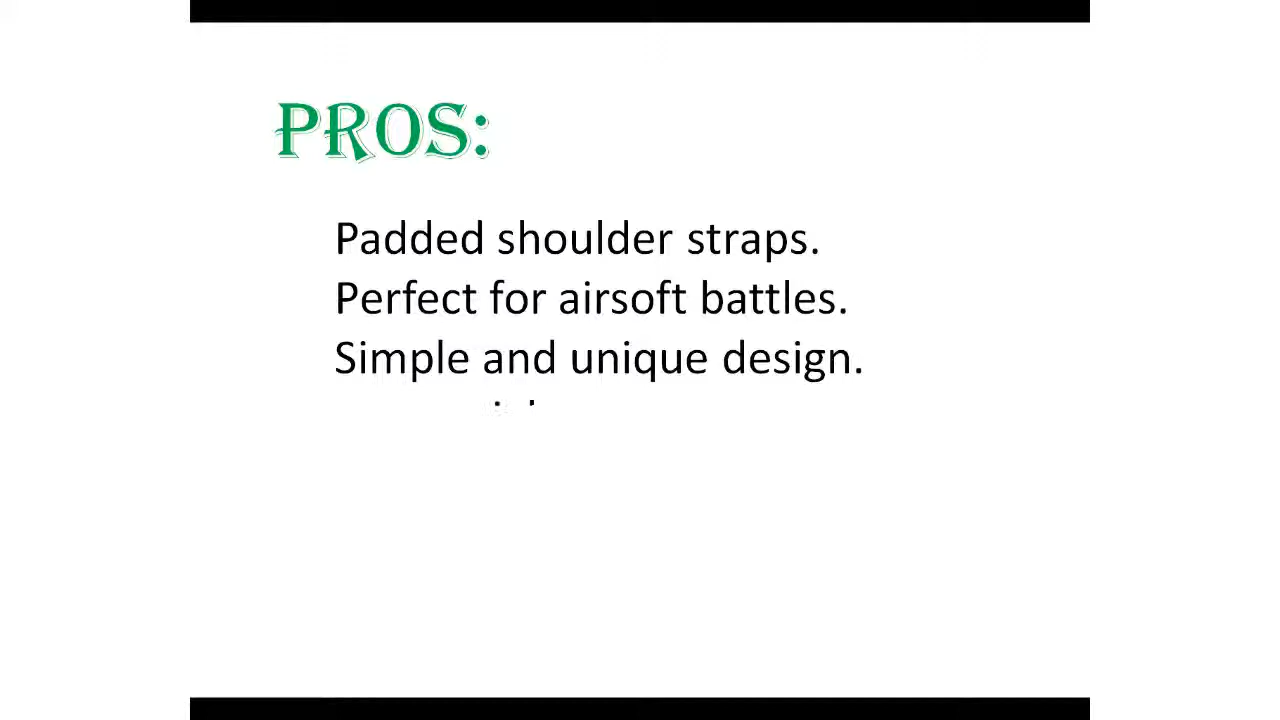 PROS:
Padded shoulder straps.
Perfect for airsoft battles.
Simple and unique design.